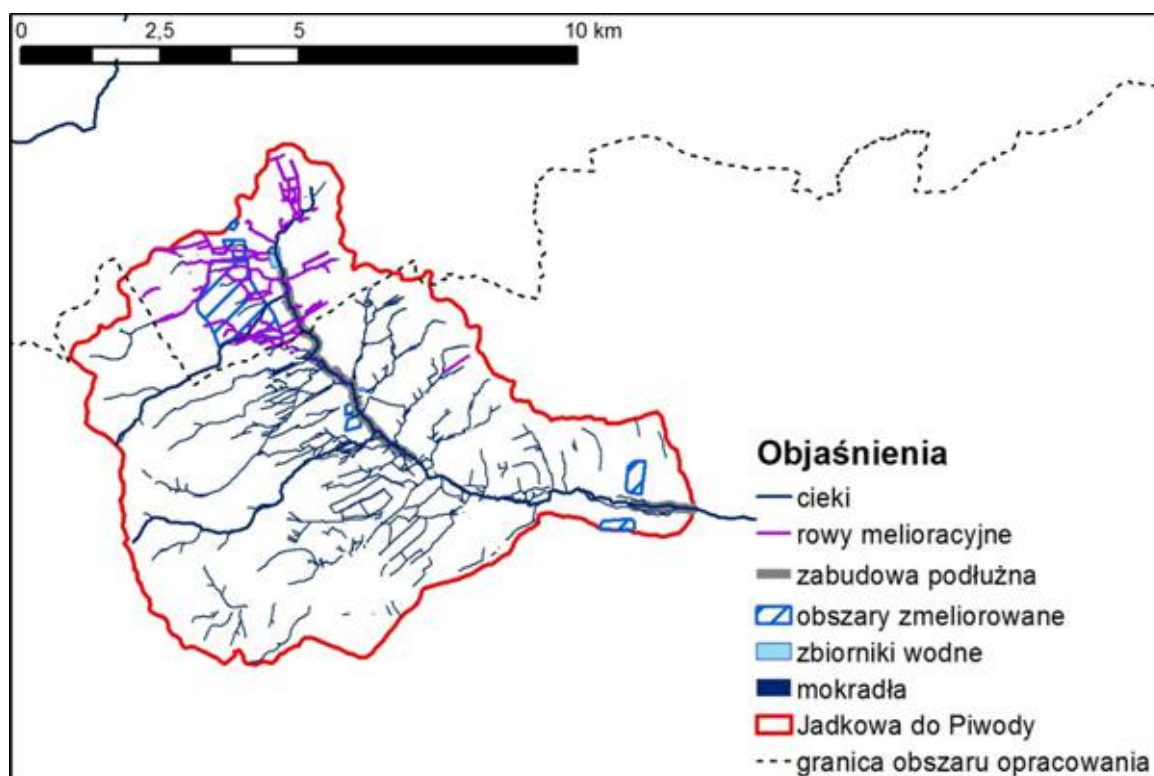 0 2,5 5 10 km
Objaśnienia
cieki
rowy melioracyjne
zabudowa podłużna
obszary zmeliorowane
zbiorniki wodne
mokradła
Jadkowa do Piwody
granica obszaru opracowania